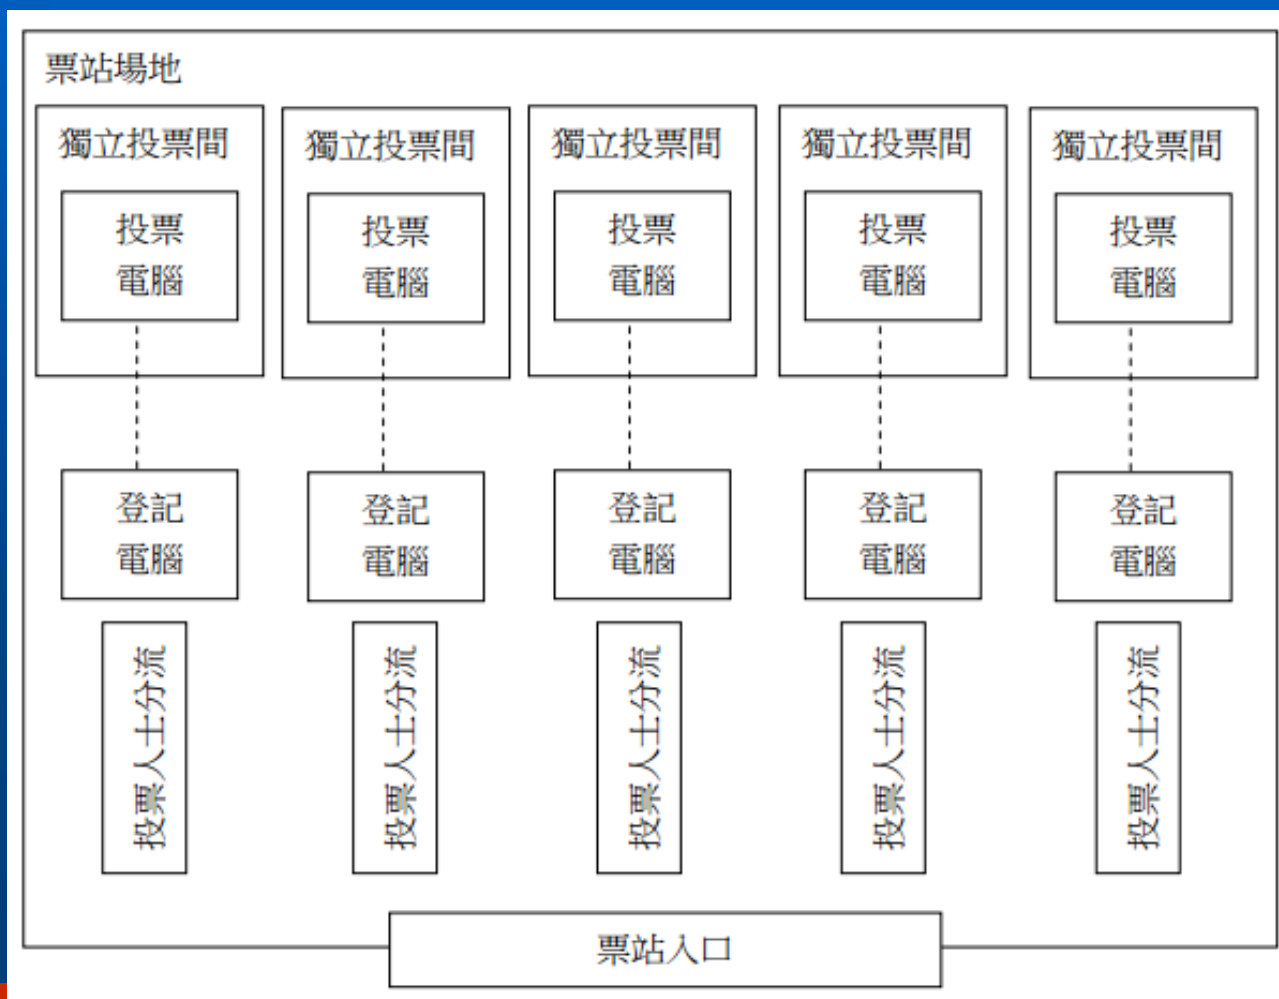 票站場地
獨立投票間
獨立投票間
獨立投票間
獨立投票間
獨立投票間
投票
電腦
投票
電腦
投票
電腦
投票
電腦
投票
電腦
登記
電腦
登記
電腦
登記
電腦
登記
電腦
登記
電腦
投票人士分流
投票人士分流
投票人士分流
投票人士分流
投票人士分流
票站入口